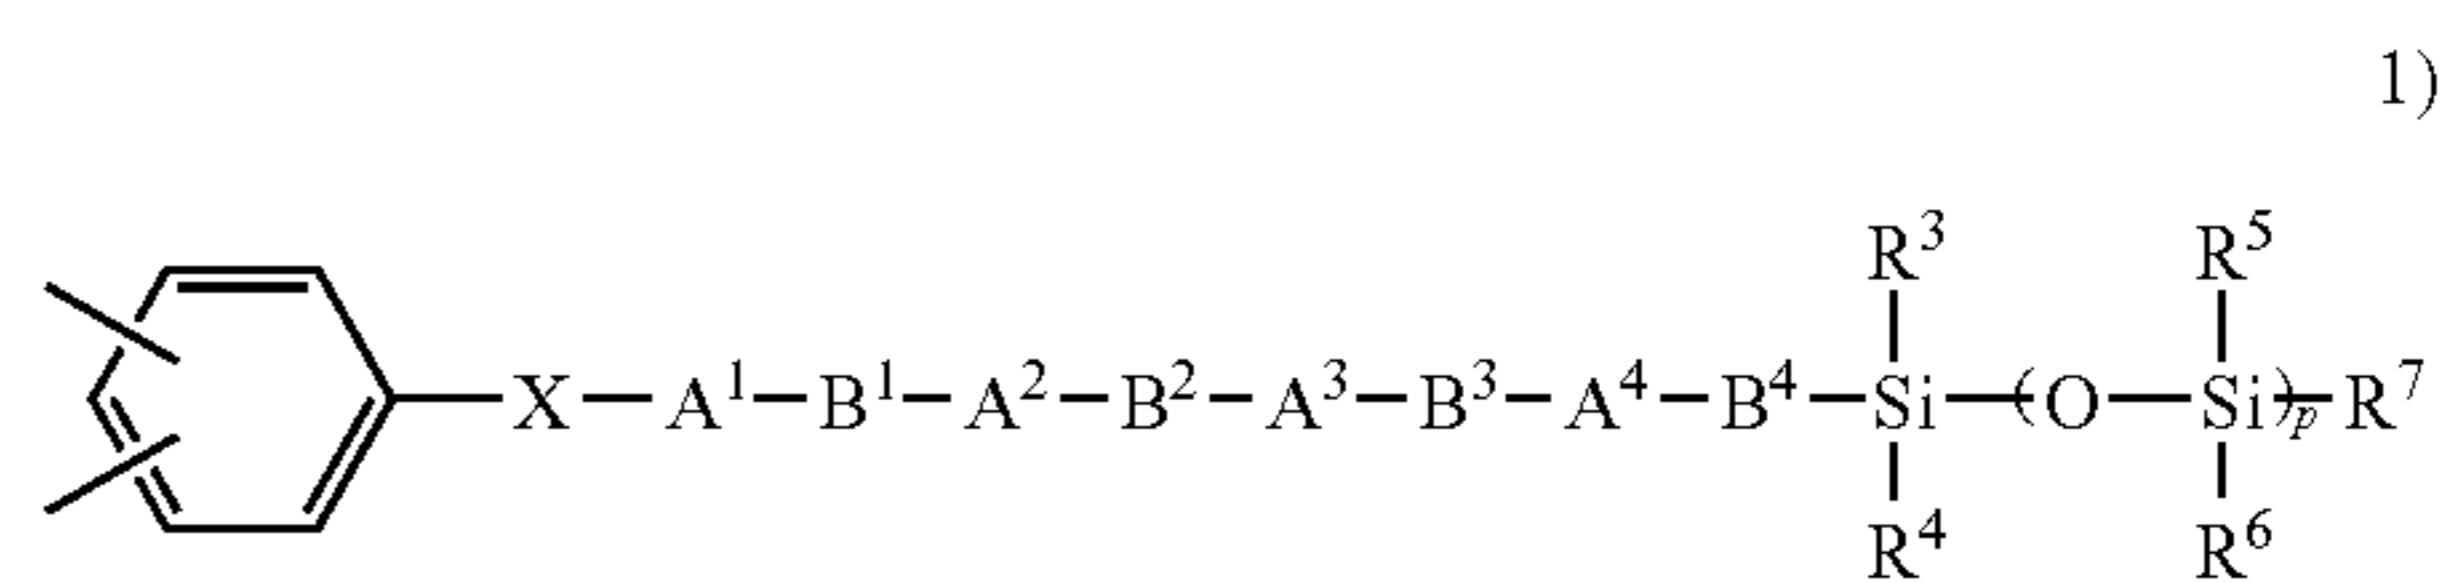 1)
R³ R⁵
X—A¹—B¹—A²—B²—A³—B³—A⁴—B⁴—Si—(O—Si)ₚ—R⁷
R⁴ R⁶